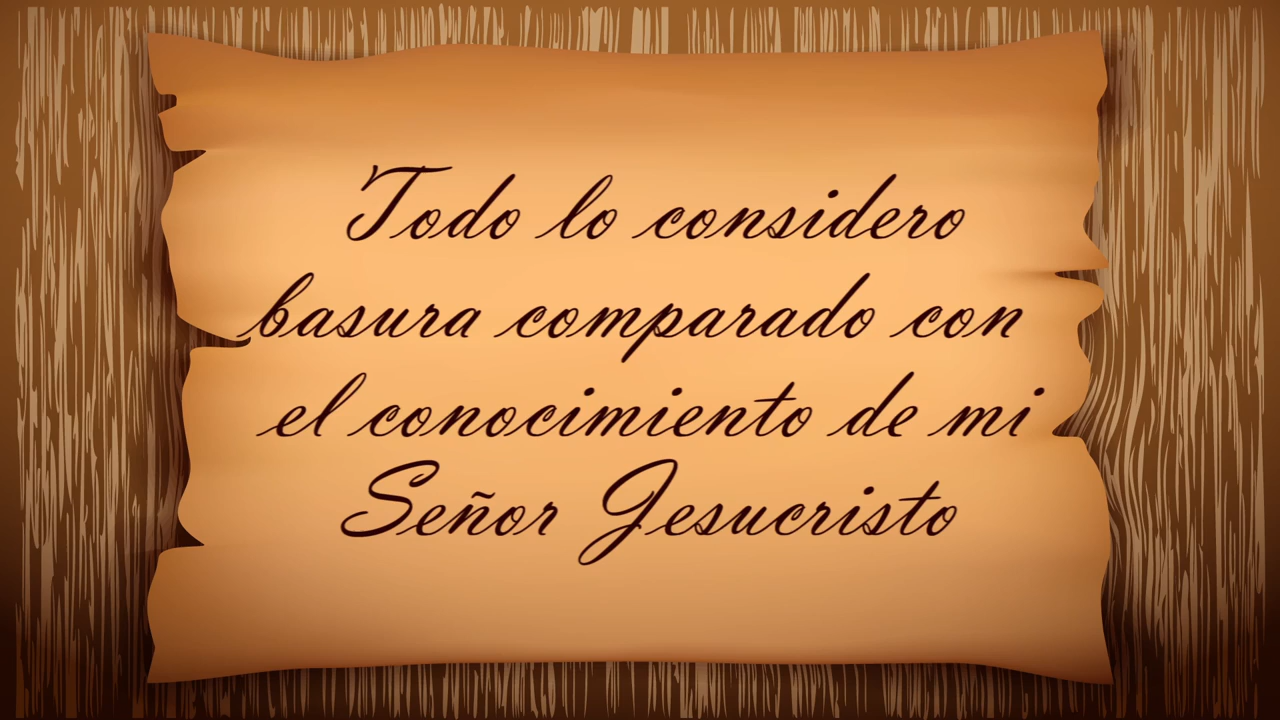 Todo lo considero
basura comparado con
el conocimiento de mi
Señor Jesucristo